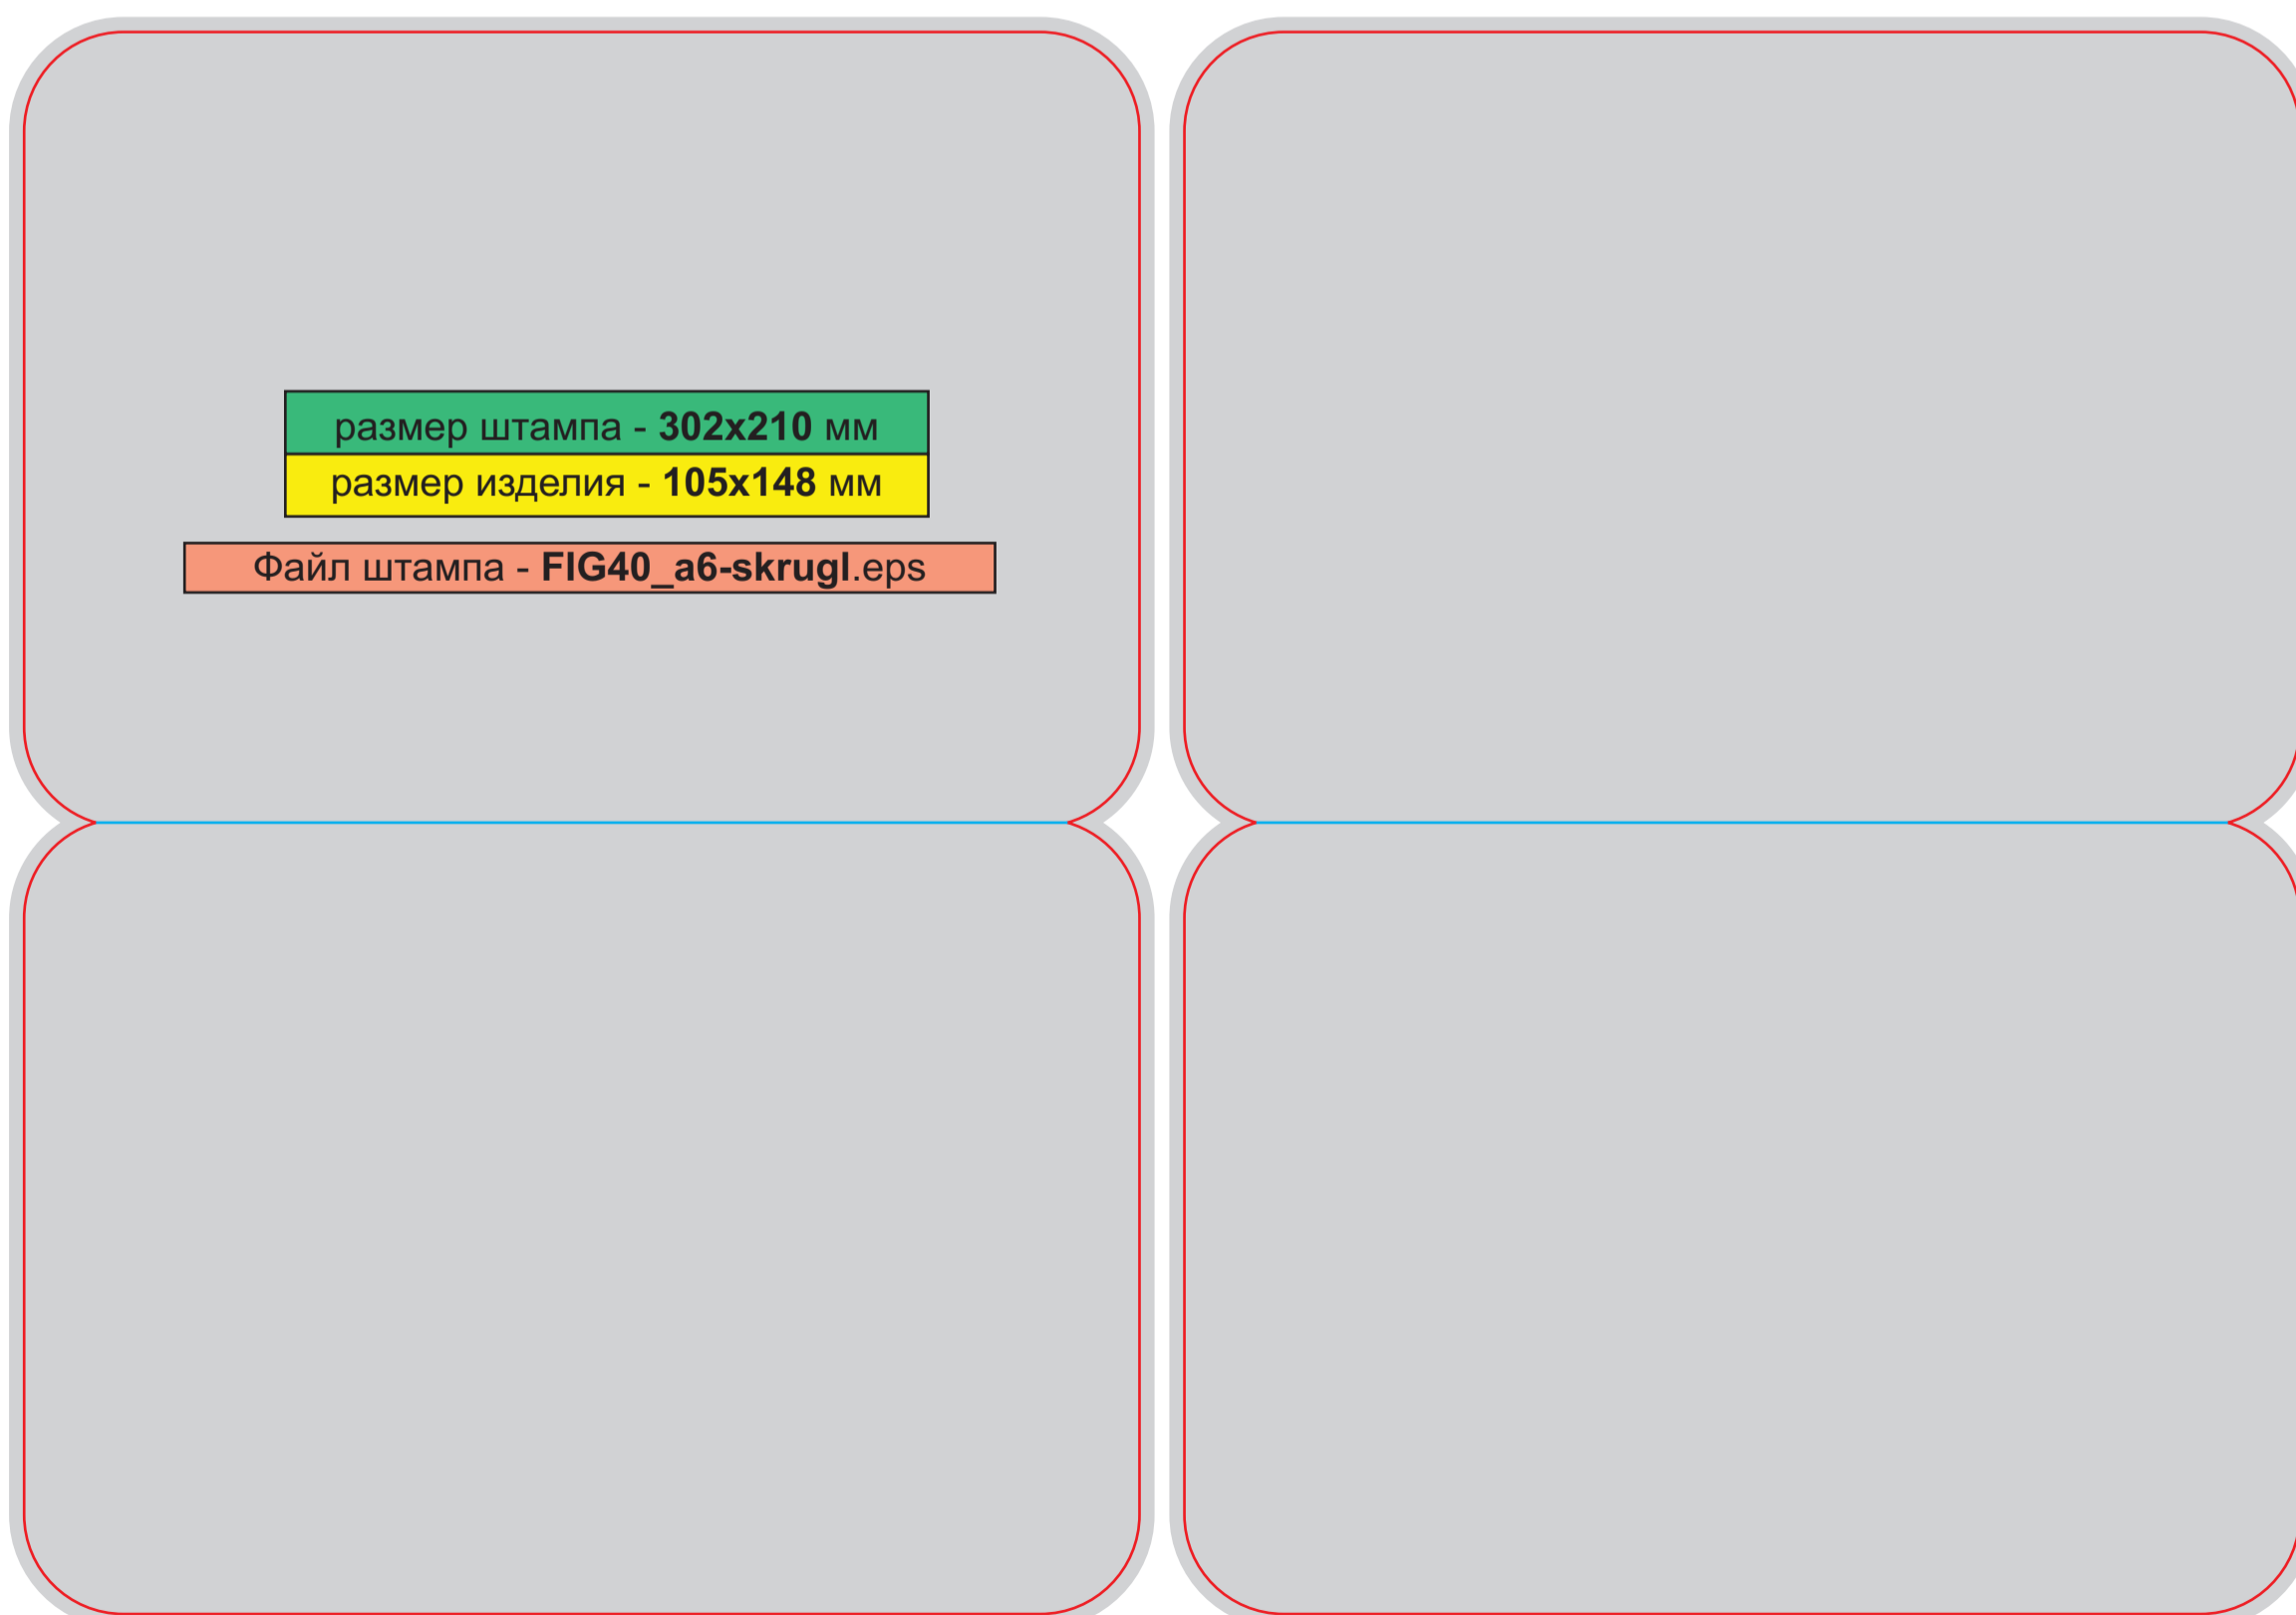 размер штампа - 302x210 мм
размер изделия - 105x148 мм
Файл штампа - FIG40_a6-skrugl.eps